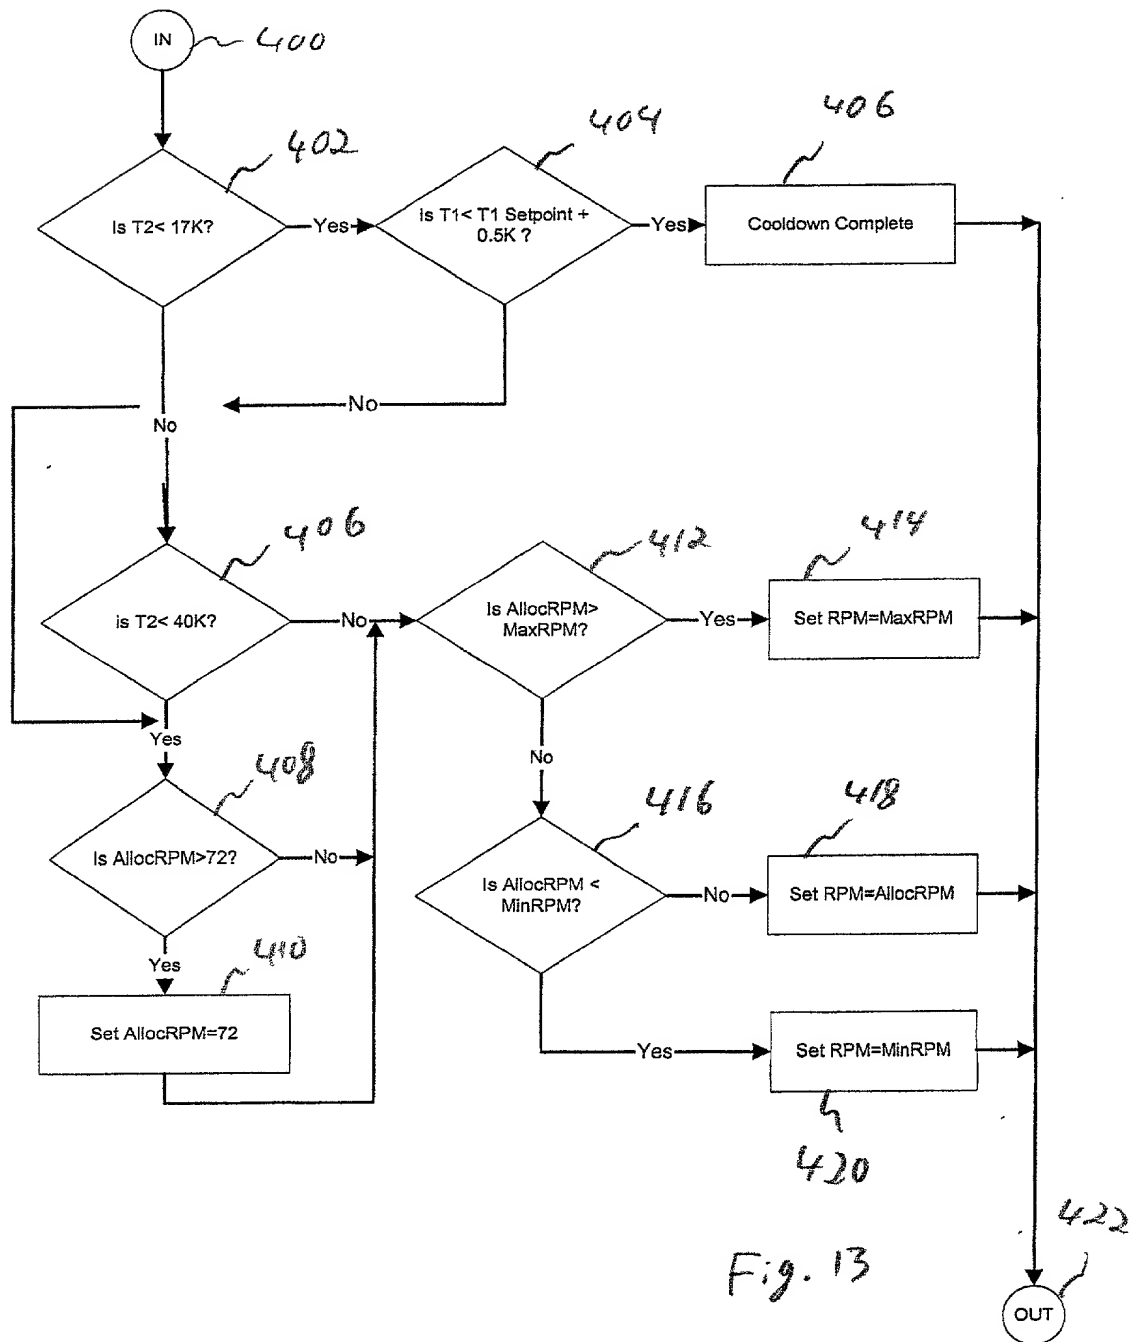 IN
400
402
404
406
Is T2< 17K?
Yes
is T1< T1 Setpoint +
0.5K ?
Yes
Cooldown Complete
No
No
406
412
414
is T2< 40K?
No
Is AllocRPM>
MaxRPM?
Yes
Set RPM=MaxRPM
Yes
No
408
416
418
Is AllocRPM>72?
No
Is AllocRPM <
MinRPM?
No
Set RPM=AllocRPM
Yes
410
Set AllocRPM=72
Yes
Set RPM=MinRPM
420
422
Fig. 13
OUT